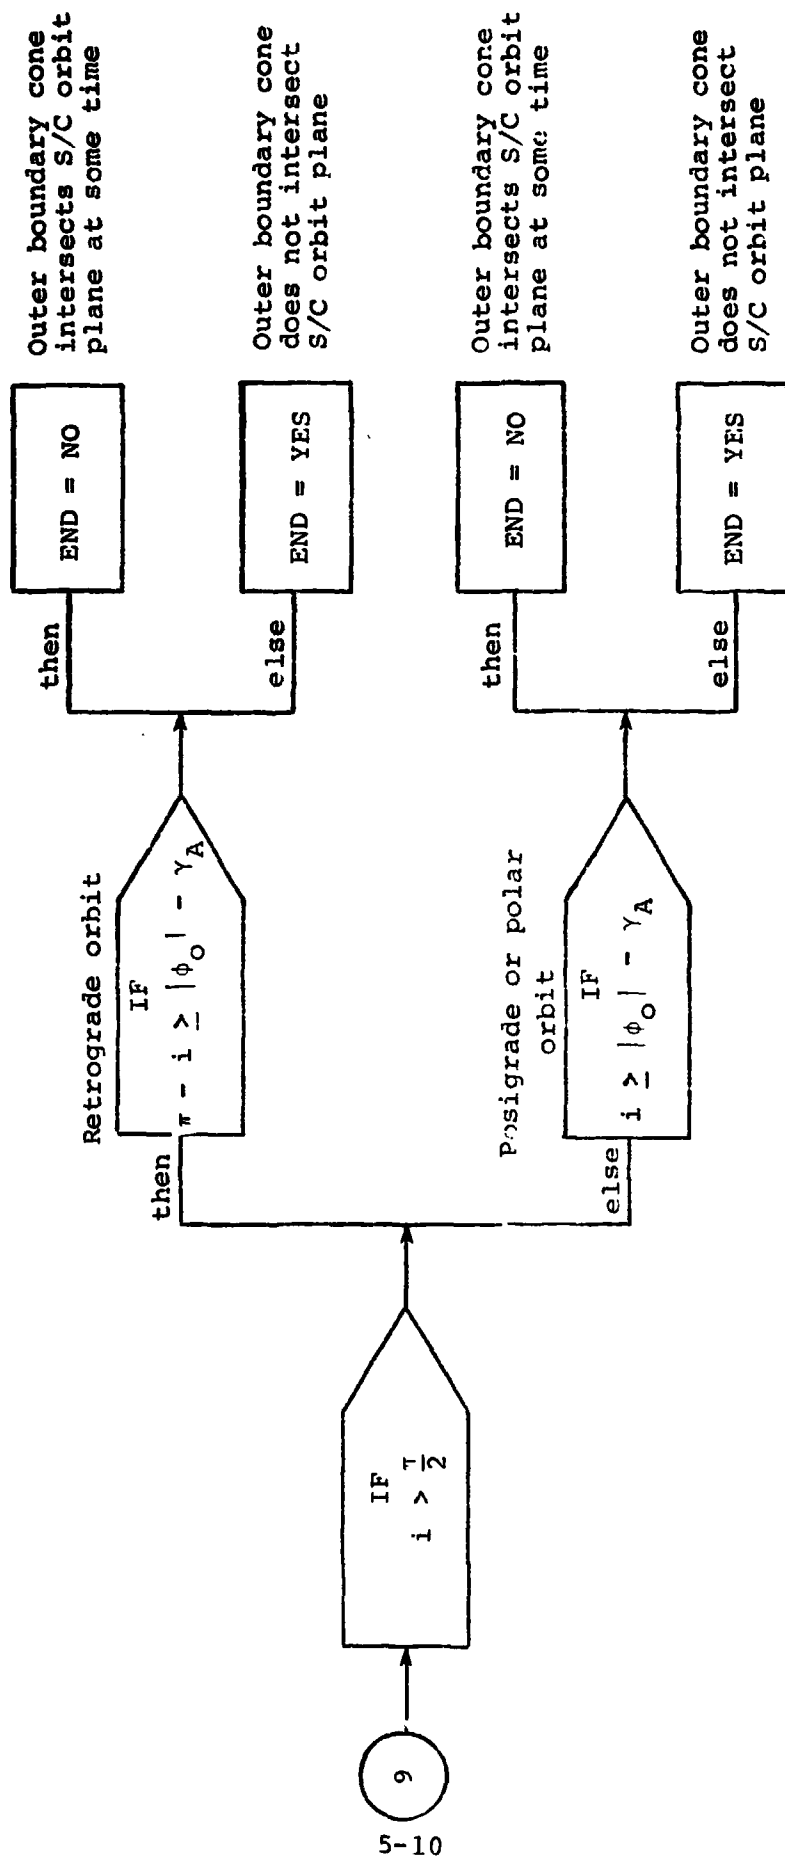 9
IF
i > π/2
then
Retrograde orbit
IF
π - i ≥ |ϕO| - γA
then
END = NO
Outer boundary cone
intersects S/C orbit
plane at some time
else
END = YES
Outer boundary cone
does not intersect
S/C orbit plane
else
Posigrade or polar
orbit
IF
i ≥ |ϕO| - γA
then
END = NO
Outer boundary cone
intersects S/C orbit
plane at some time
else
END = YES
Outer boundary cone
does not intersect
S/C orbit plane
5-10